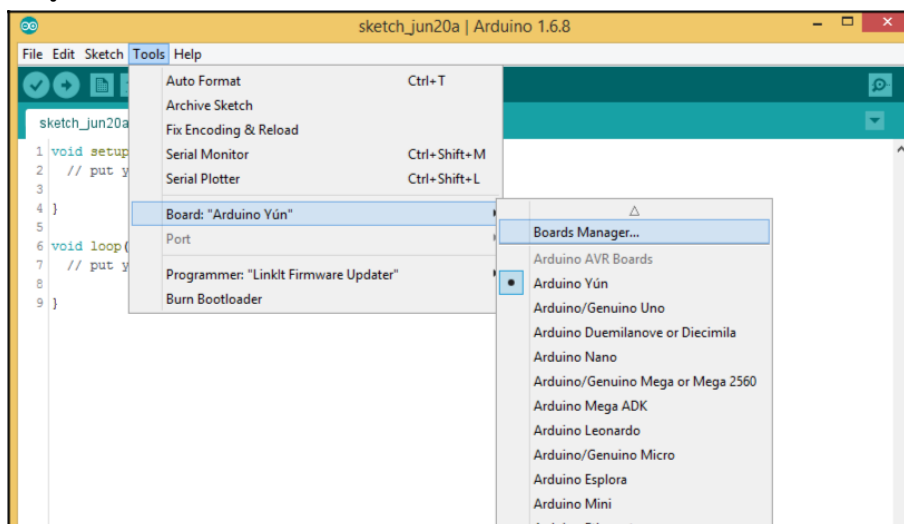 sketch_jun20a | Arduino 1.6.8
File Edit Sketch Tools Help
sketch_jun20a
1 void setup
2 // put y
3
4 }
5
6 void loop(
7 // put y
8
9 }
Auto Format Ctrl+T
Archive Sketch
Fix Encoding & Reload
Serial Monitor Ctrl+Shift+M
Serial Plotter Ctrl+Shift+L
Board: "Arduino Yún"
Port
Programmer: "LinkIt Firmware Updater"
Burn Bootloader
Boards Manager...
Arduino AVR Boards
Arduino Yún
Arduino/Genuino Uno
Arduino Duemilanove or Diecimila
Arduino Nano
Arduino/Genuino Mega or Mega 2560
Arduino Mega ADK
Arduino Leonardo
Arduino/Genuino Micro
Arduino Esplora
Arduino Mini